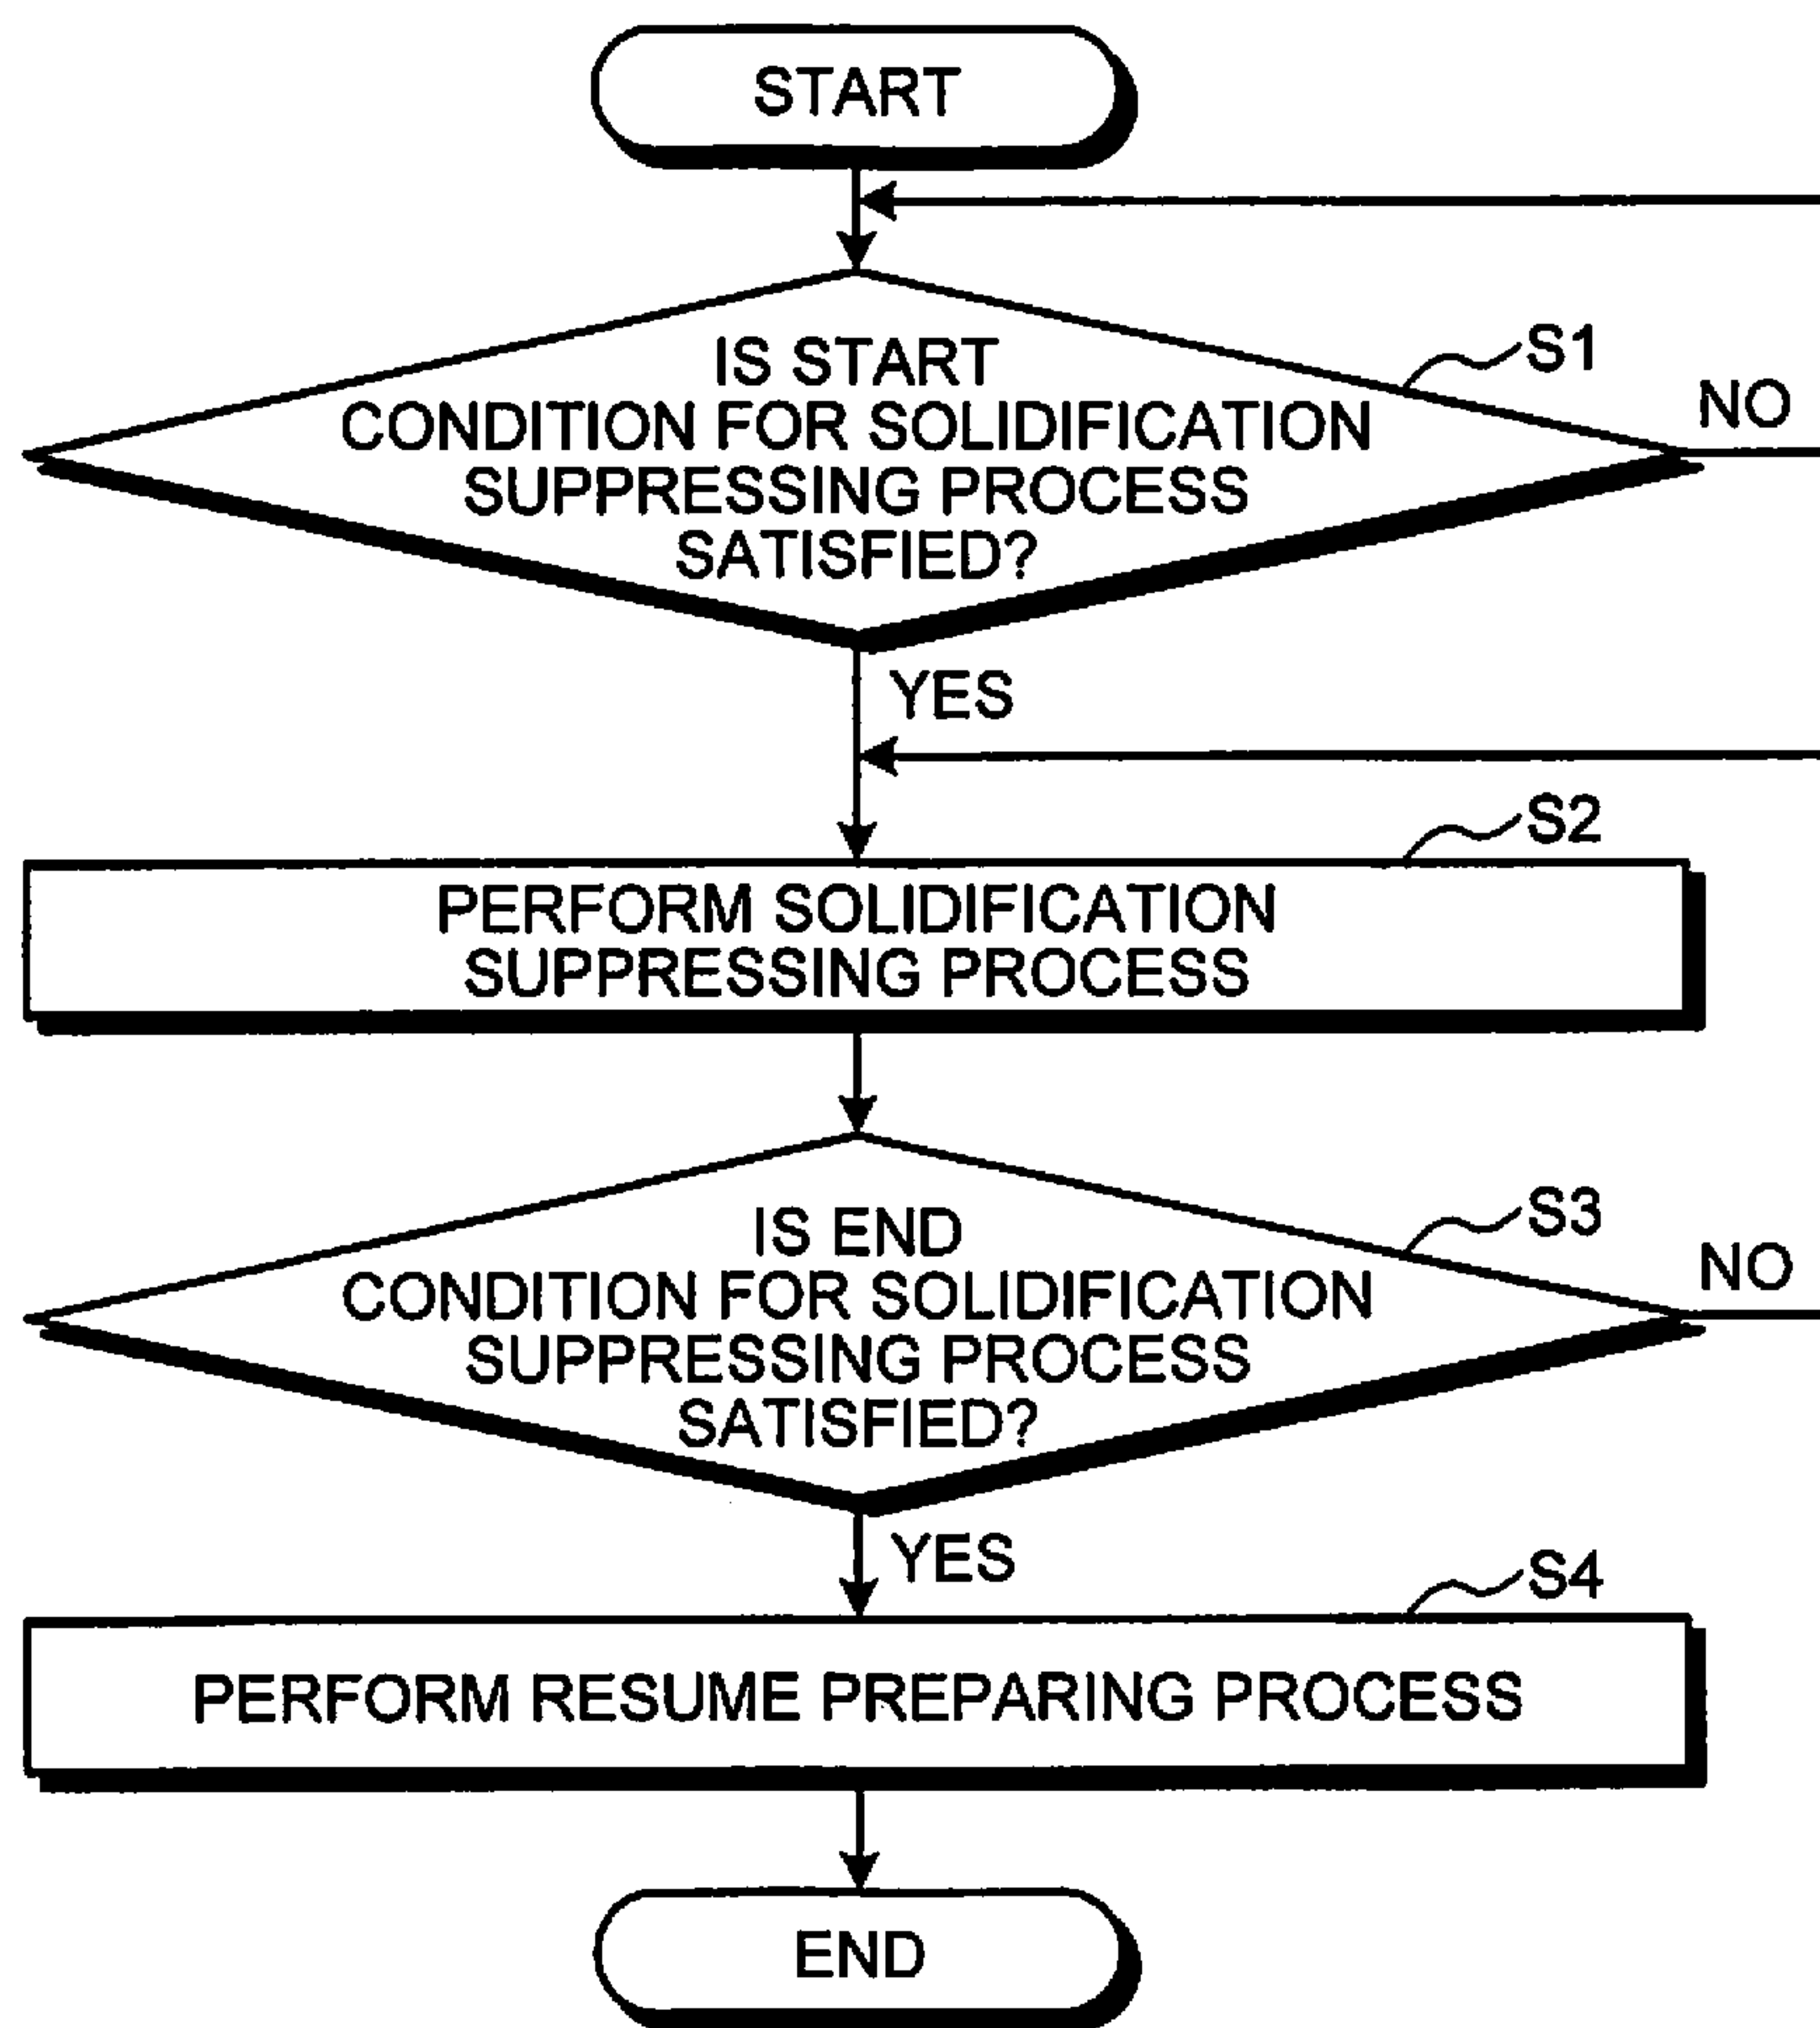 START
IS START
CONDITION FOR SOLIDIFICATION
SUPPRESSING PROCESS
SATISFIED?
S1
NO
YES
S2
PERFORM SOLIDIFICATION
SUPPRESSING PROCESS
IS END
CONDITION FOR SOLIDIFICATION
SUPPRESSING PROCESS
SATISFIED?
S3
NO
YES
S4
PERFORM RESUME PREPARING PROCESS
END